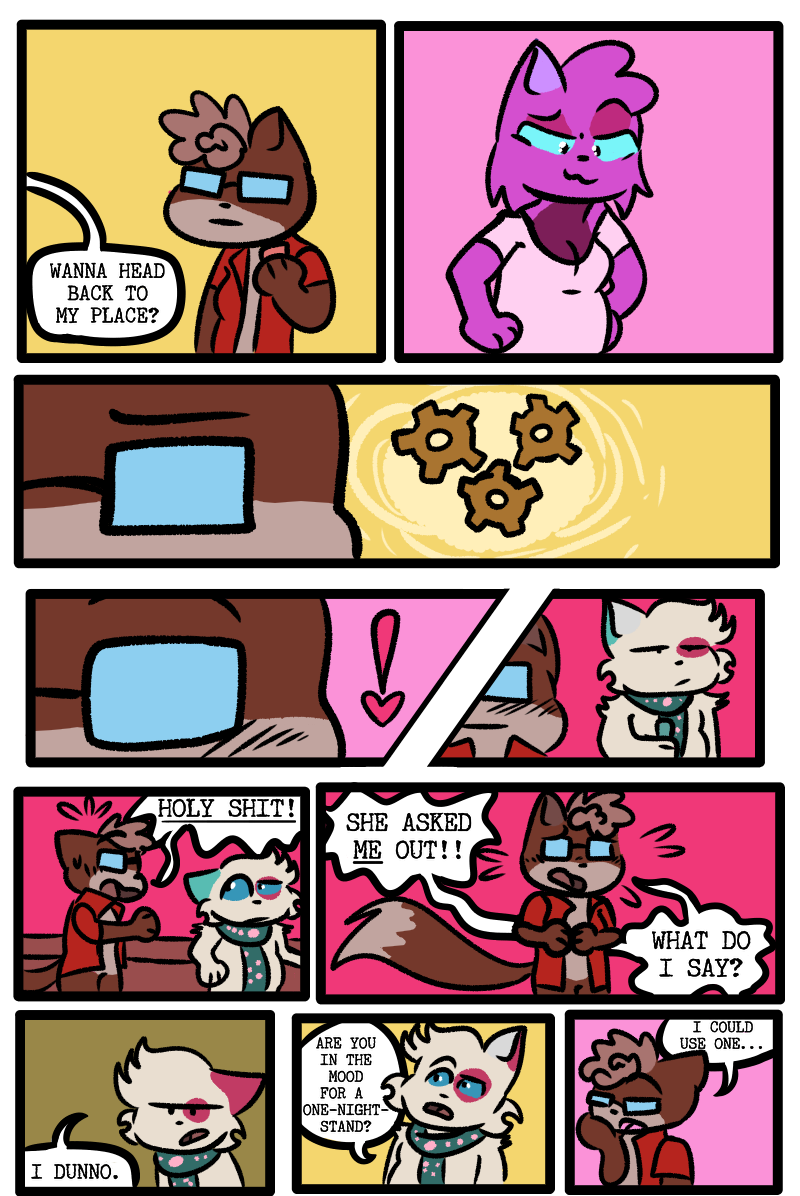 WANNA HEAD
BACK TO
MY PLACE?
!
HOLY SHIT!
SHE ASKED
ME OUT!!
WHAT DO
I SAY?
I DUNNO.
ARE YOU
IN THE
MOOD
FOR A
ONE-NIGHT-
STAND?
I COULD
USE ONE...